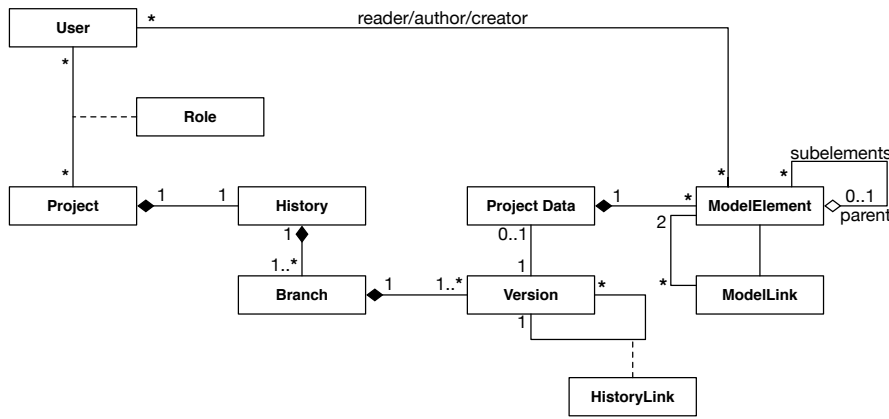 reader/author/creator
User
*
*
Role
subelements
*
*
*
Project
1
1
History
Project Data
1
*
ModelElement
0..1
parent
1
0..1
2
1..*
1
Branch
1
1..*
Version
*
*
ModelLink
1
HistoryLink